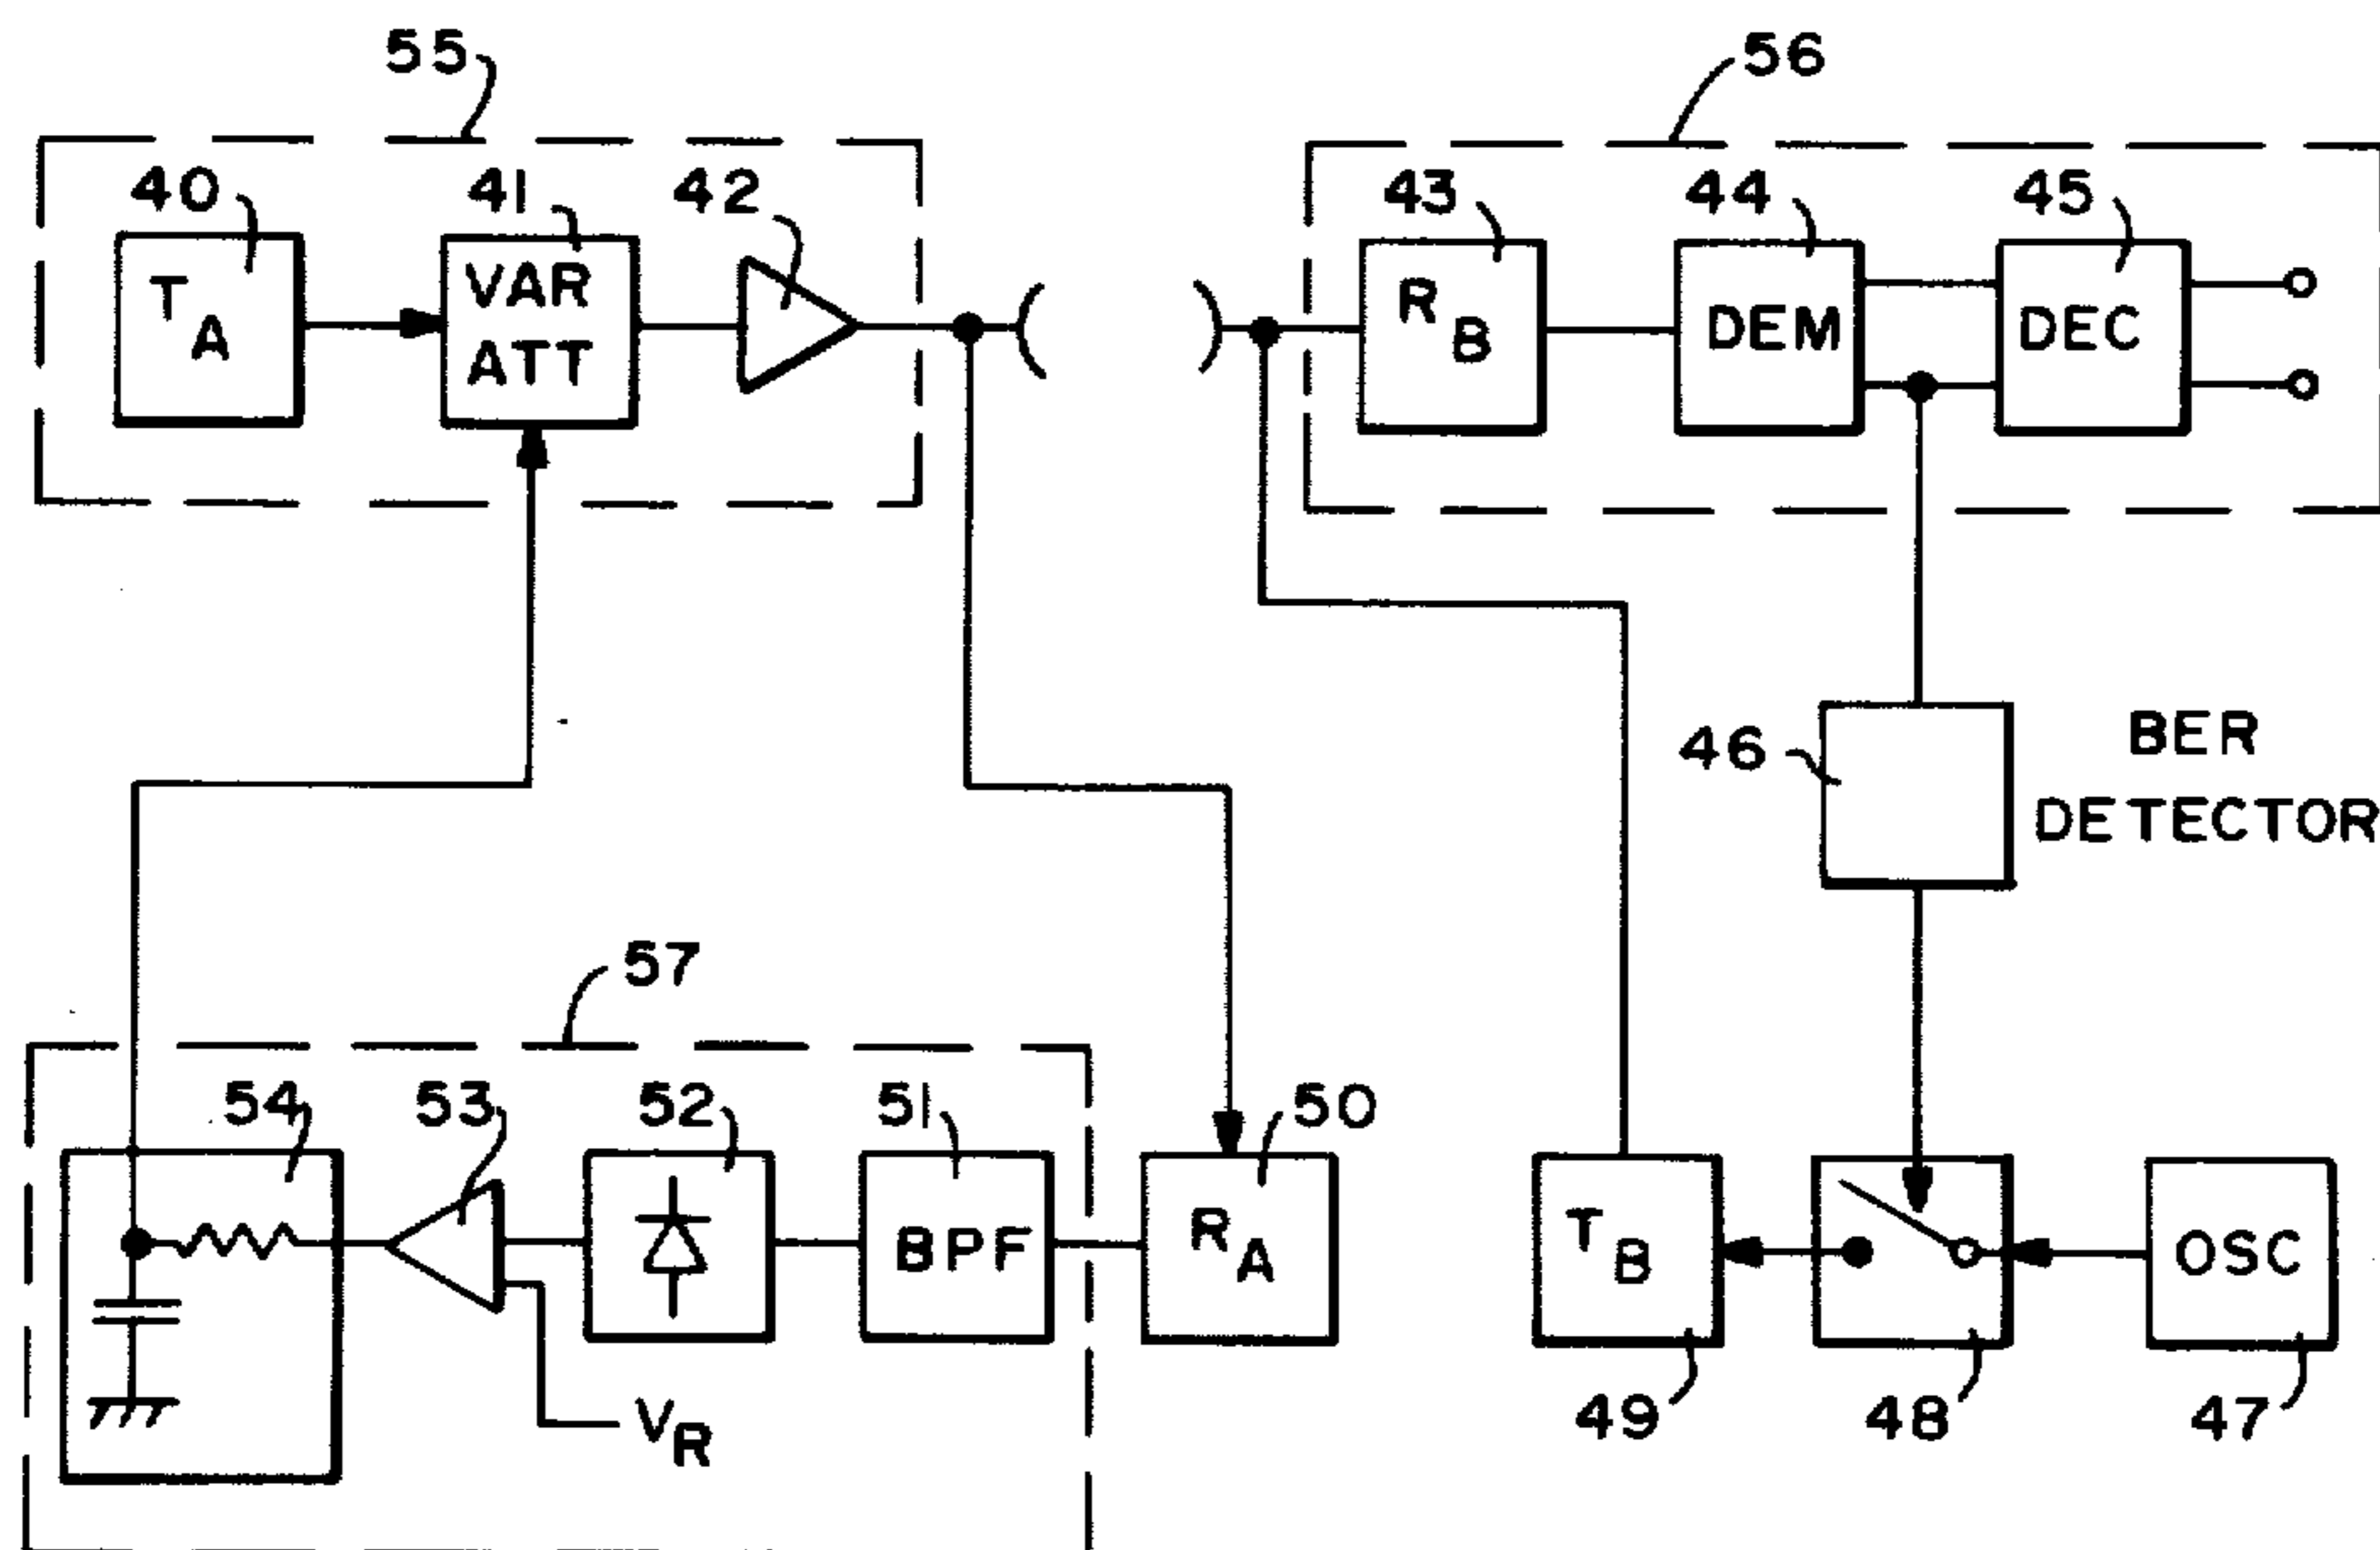 55
56
40
41
42
43
44
45
T A
VAR
ATT
R B
DEM
DEC
46
BER
DETECTOR
57
54
53
52
51
50
BPF
R A
T B
OSC
V R
49
48
47